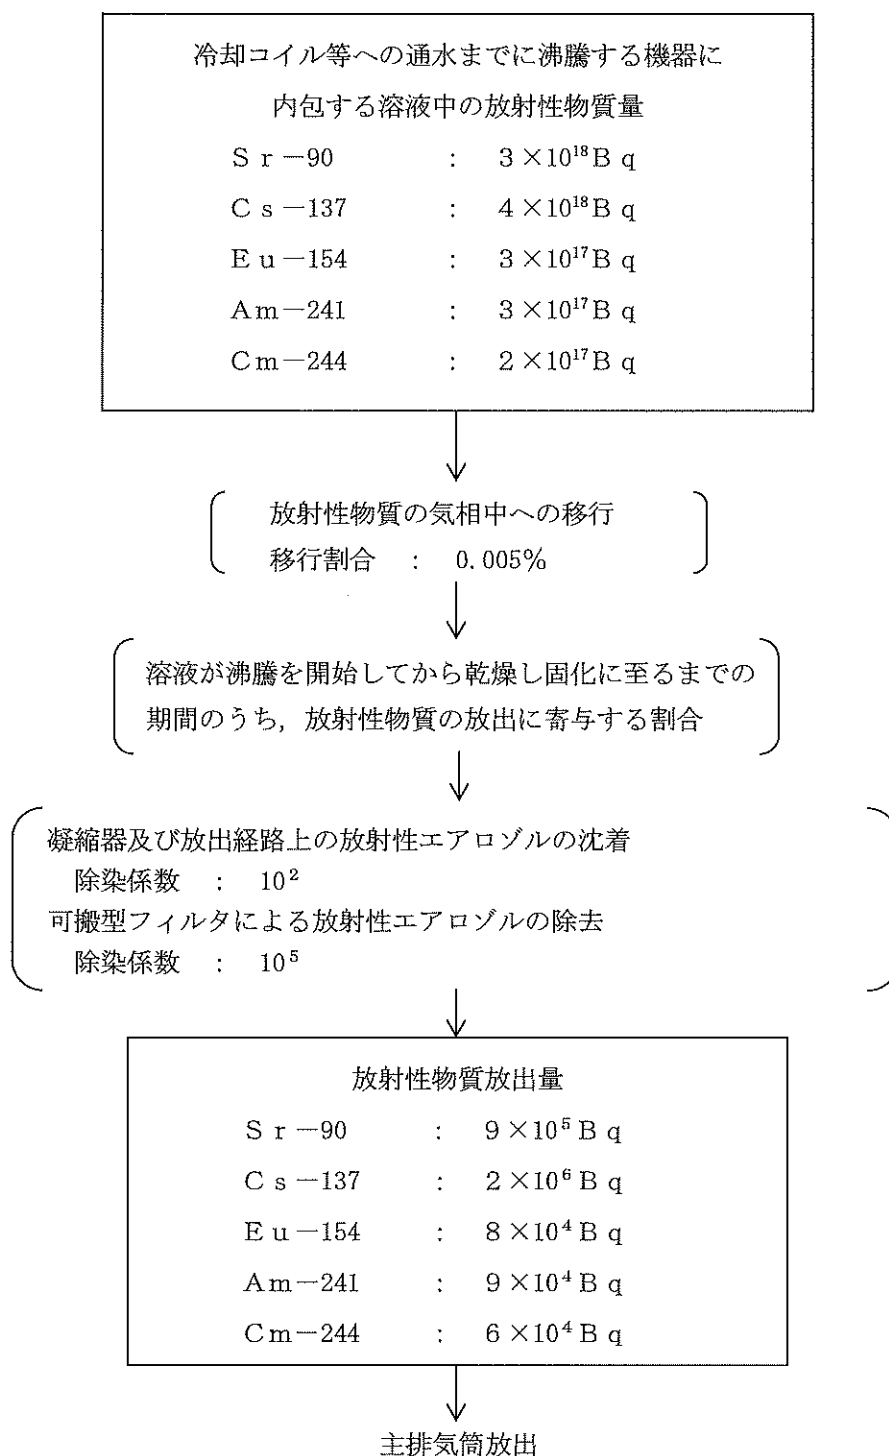 冷却コイル等への通水までに沸騰する機器に
内包する溶液中の放射性物質量
Sr-90 : 3×10¹⁸Bq
Cs-137 : 4×10¹⁸Bq
Eu-154 : 3×10¹⁷Bq
Am-241 : 3×10¹⁷Bq
Cm-244 : 2×10¹⁷Bq
放射性物質の気相中への移行
移行割合 : 0.005%
溶液が沸騰を開始してから乾燥し固化に至るまでの
期間のうち,放射性物質の放出に寄与する割合
凝縮器及び放出経路上の放射性エアロゾルの沈着
除染係数 : 10²
可搬型フィルタによる放射性エアロゾルの除去
除染係数 : 10⁵
放射性物質放出量
Sr-90 : 9×10⁵Bq
Cs-137 : 2×10⁶Bq
Eu-154 : 8×10⁴Bq
Am-241 : 9×10⁴Bq
Cm-244 : 6×10⁴Bq
主排気筒放出